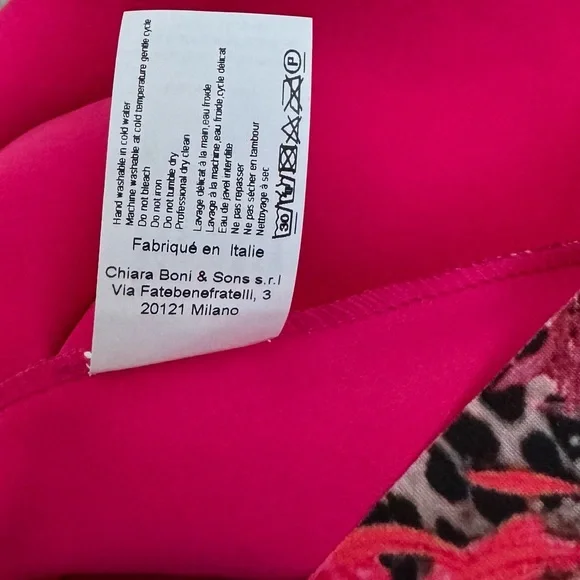 Hand washable in cold water
Machine washable at cold temperature gentle cycle
Do not bleach
Do not iron
Do not tumble dry
Professional dry clean
Lavage délicat à la main,eau froide
Lavage à la machine,eau froide,cycle délicat
Eau de javel interdite
Ne pas repasser
Ne pas sécher en tambour
Nettoyage à sec
30
P
Fabriqué en Italie
Chiara Boni & Sons s.r.l
Via Fatebenefratelli, 3
20121 Milano